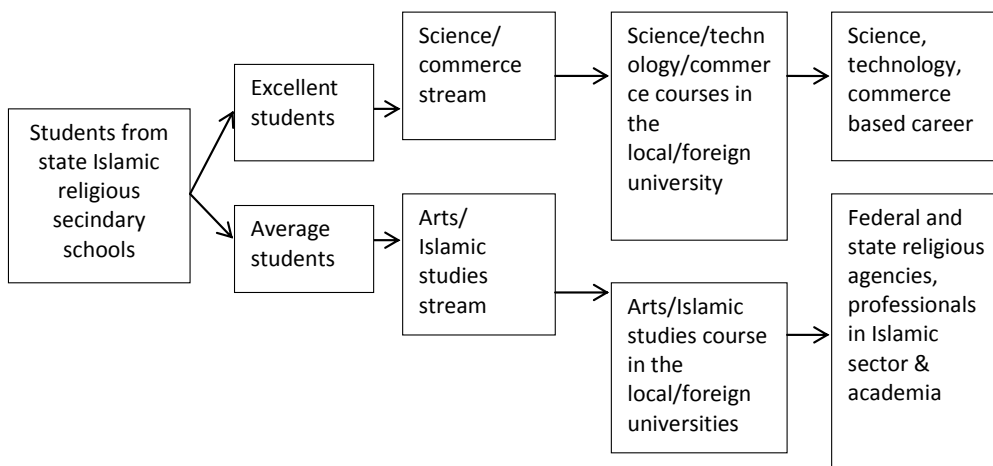 Students from
state Islamic
religious
secindary
schools
Excellent
students
Science/
commerce
stream
Science/techn
ology/commer
ce courses in
the
local/foreign
university
Science,
technology,
commerce
based career
Average
students
Arts/
Islamic
studies
stream
Arts/Islamic
studies course
in the
local/foreign
universities
Federal and
state religious
agencies,
professionals
in Islamic
sector &
academia